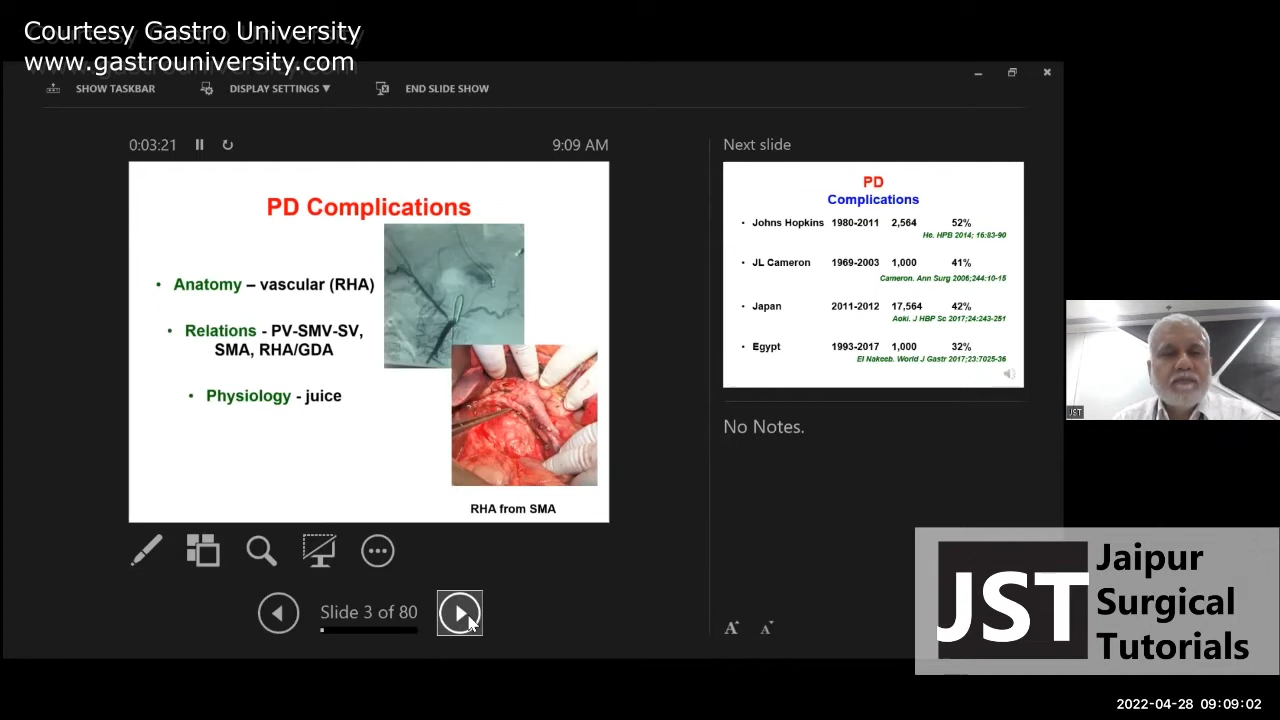 Courtesy Gastro University
www.gastrouniversity.com
SHOW TASKBAR
DISPLAY SETTINGS ▼
END SLIDE SHOW
0:03:21
9:09 AM
PD Complications
• Anatomy – vascular (RHA)
• Relations - PV-SMV-SV,
SMA, RHA/GDA
• Physiology - juice
RHA from SMA
Slide 3 of 80
Next slide
PD
Complications
• Johns Hopkins 1980-2011 2,564 52%
He. HPB 2014; 16:83-90
• JL Cameron 1969-2003 1,000 41%
Cameron. Ann Surg 2006;244:10-15
• Japan 2011-2012 17,564 42%
Aoki. J HBP Sc 2017;24:243-251
• Egypt 1993-2017 1,000 32%
El Nakeeb. World J Gastr 2017;23:7025-36
No Notes.
A A
JST
JST
Jaipur
Surgical
Tutorials
2022-04-28 09:09:02